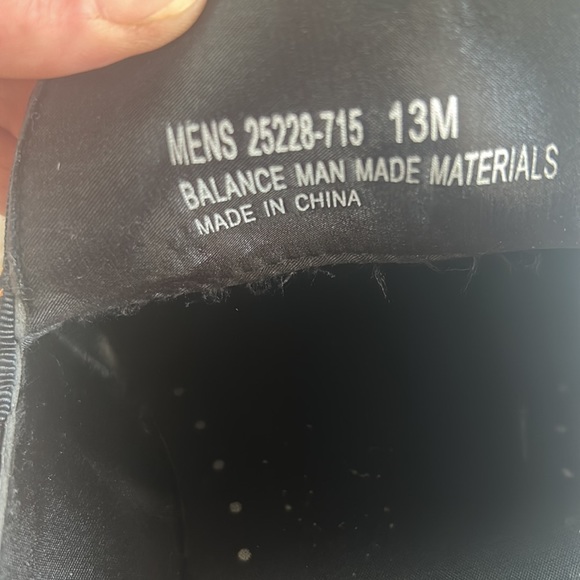 MENS 25228-715 13M
BALANCE MAN MADE MATERIALS
MADE IN CHINA